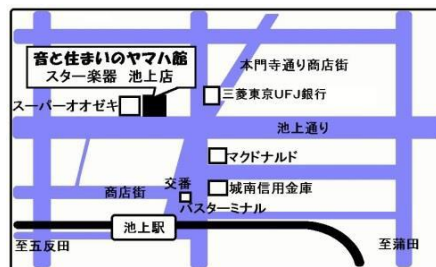 音と住まいのヤマハ館
スター楽器 池上店
本門寺通り商店街
スーパーオオゼキ
三菱東京UFJ銀行
池上通り
マクドナルド
交番
商店街
城南信用金庫
バスターミナル
池上駅
至五反田
至蒲田